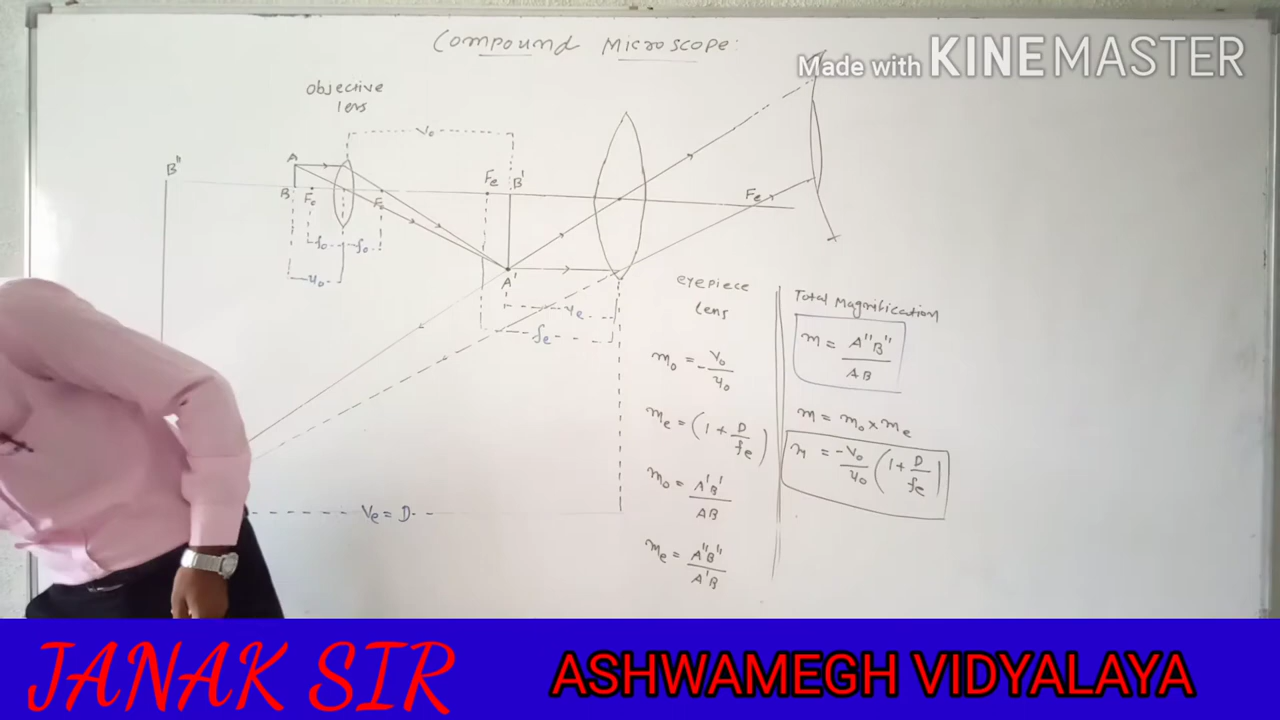 Compound Microscope:
Made with KINEMASTER
objective
lens
V₀
B"
A
B
F₀
F₀
Fe
B'
Fe
f₀
f₀
u₀
A'
ue
fe
eyepiece
lens
Total Magnification
m = A"B" / AB
m₀ = - V₀ / u₀
me = (1 + D / fe)
m = m₀ × me
m = -V₀ / u₀ (1 + D / fe)
m₀ = A'B' / AB
me = A"B" / A'B
Ve = D
JANAK SIR
ASHWAMEGH VIDYALAYA